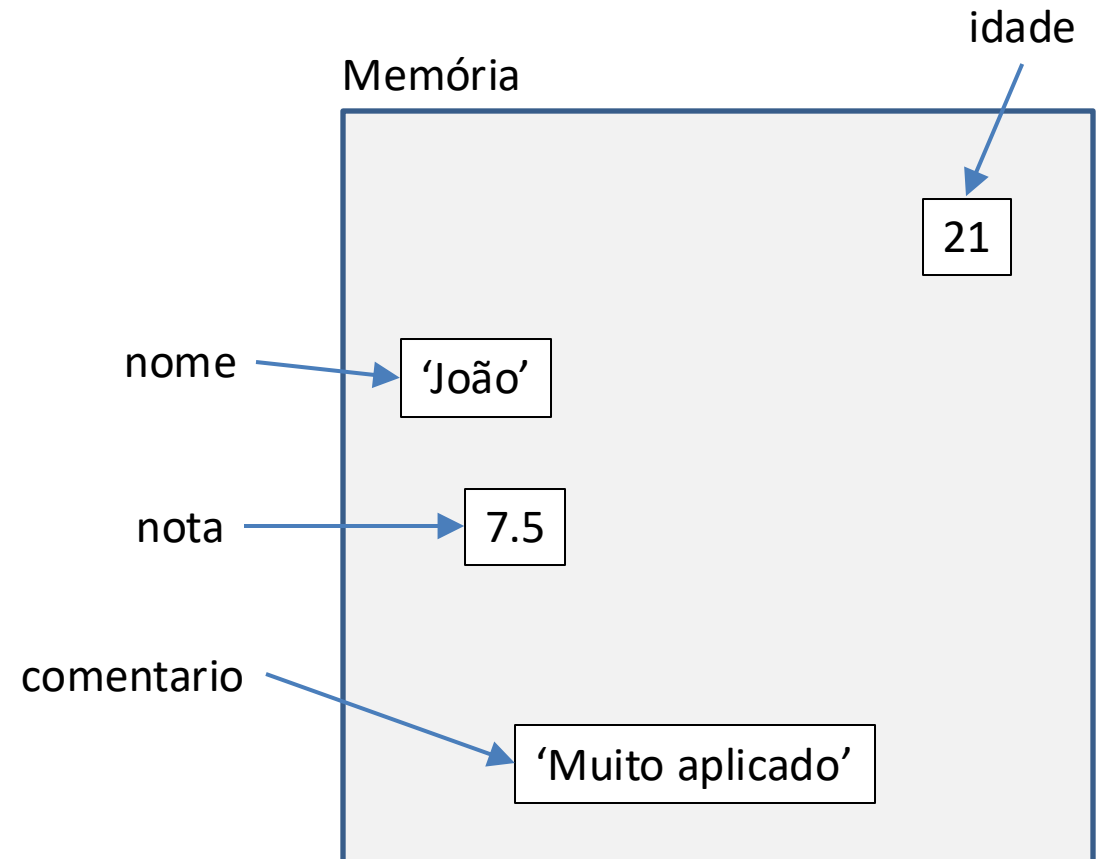 idade
Memória
21
nome
‘João’
nota
7.5
comentario
‘Muito aplicado’